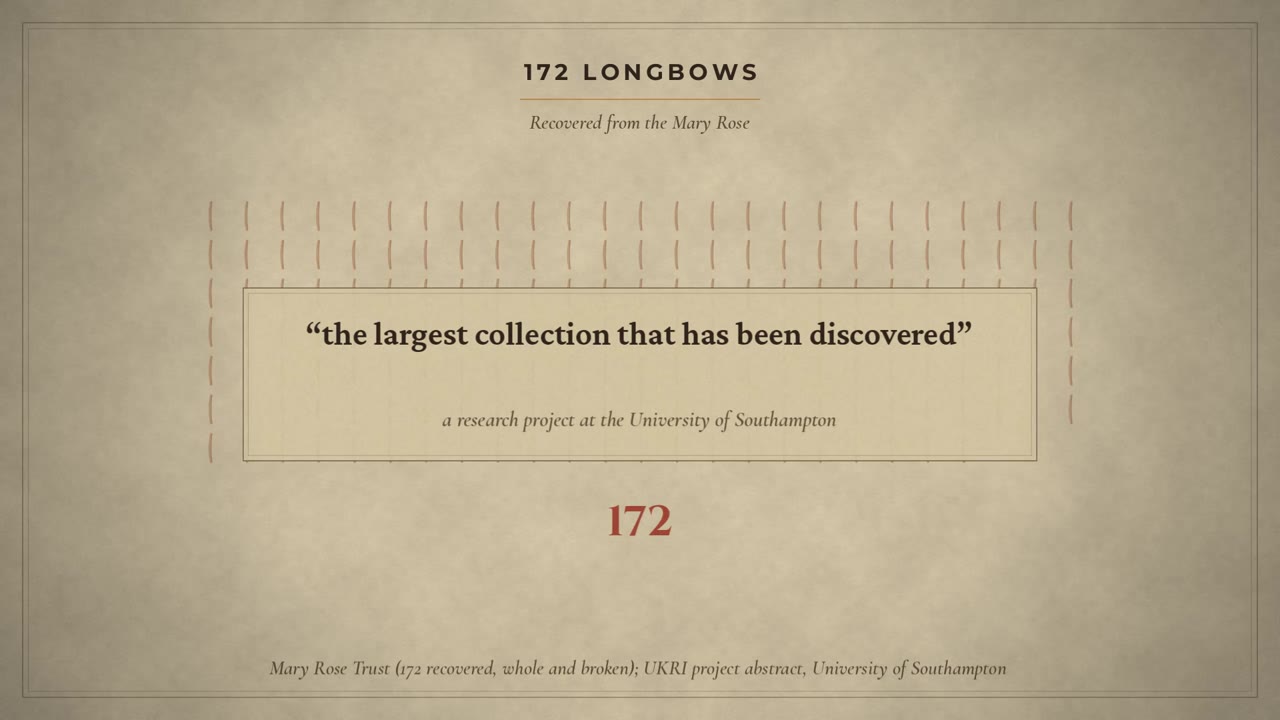 172 LONGBOWS
Recovered from the Mary Rose
“the largest collection that has been discovered”
a research project at the University of Southampton
172
Mary Rose Trust (172 recovered, whole and broken); UKRI project abstract, University of Southampton